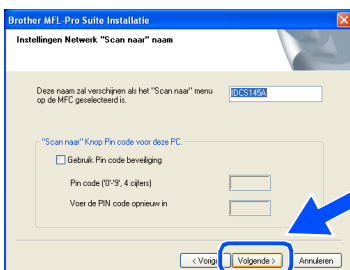 Brother MFL-Pro Suite Installatie
Instellingen Netwerk "Scan naar" naam
Deze naam zal verschijnen als het "Scan naar" menu
op de MFC geselecteerd is.
IDCS145A
"Scan naar" Knop Pin code voor deze PC.
Gebruik Pin code beveiliging
Pin code ('0'-'9', 4 cijfers)
Voer de PIN code opnieuw in
< Vorige
Volgende >
Annuleren